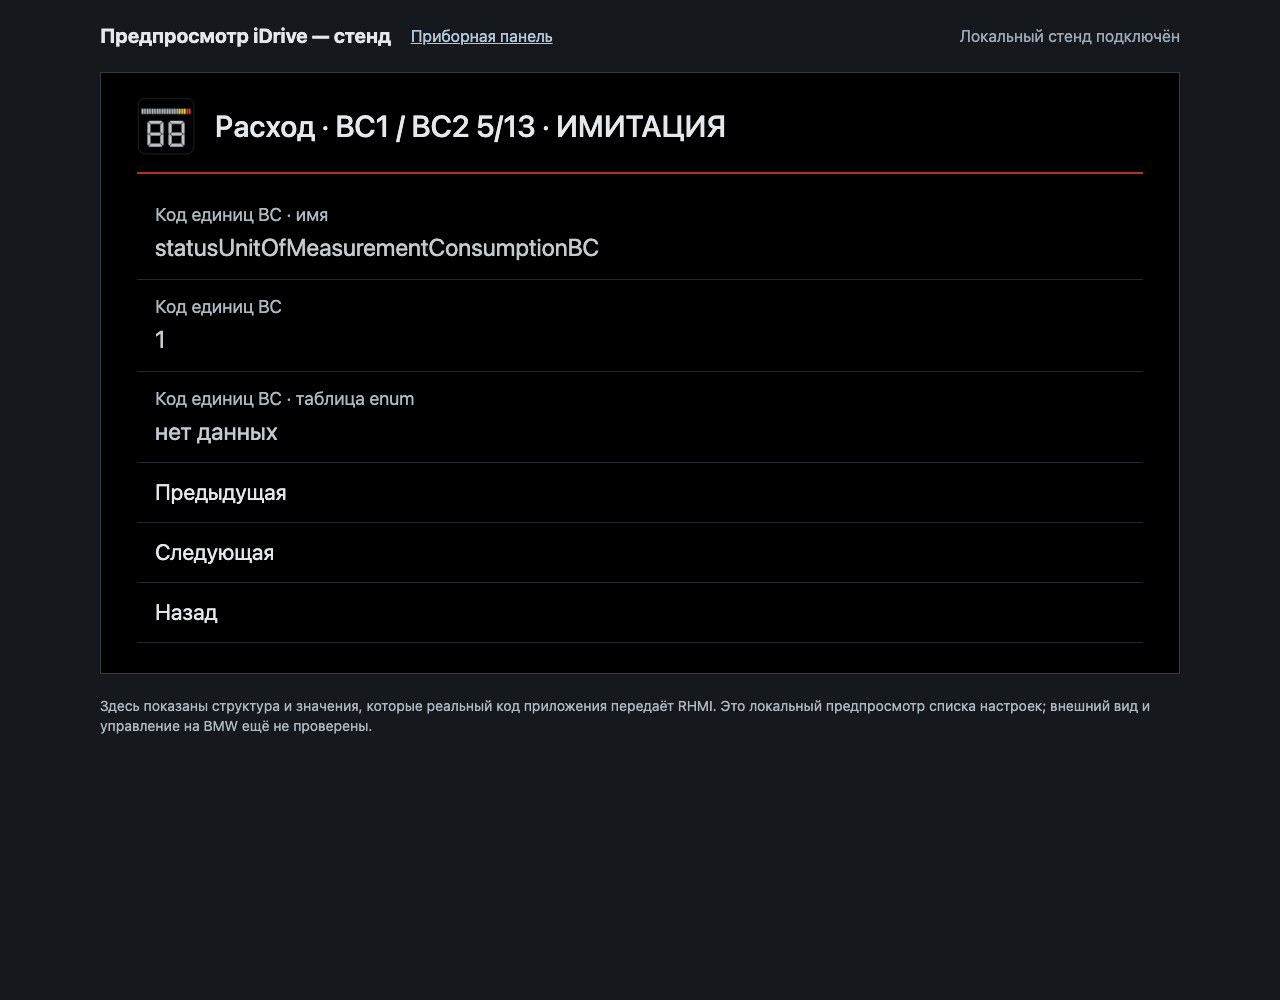 Предпросмотр iDrive — стенд
Приборная панель
Локальный стенд подключён
88
Расход · BC1 / BC2 5/13 · ИМИТАЦИЯ
Код единиц BC · имя
statusUnitOfMeasurementConsumptionBC
Код единиц BC
1
Код единиц BC · таблица enum
нет данных
Предыдущая
Следующая
Назад
Здесь показаны структура и значения, которые реальный код приложения передаёт RHMI. Это локальный предпросмотр списка настроек; внешний вид и
управление на BMW ещё не проверены.